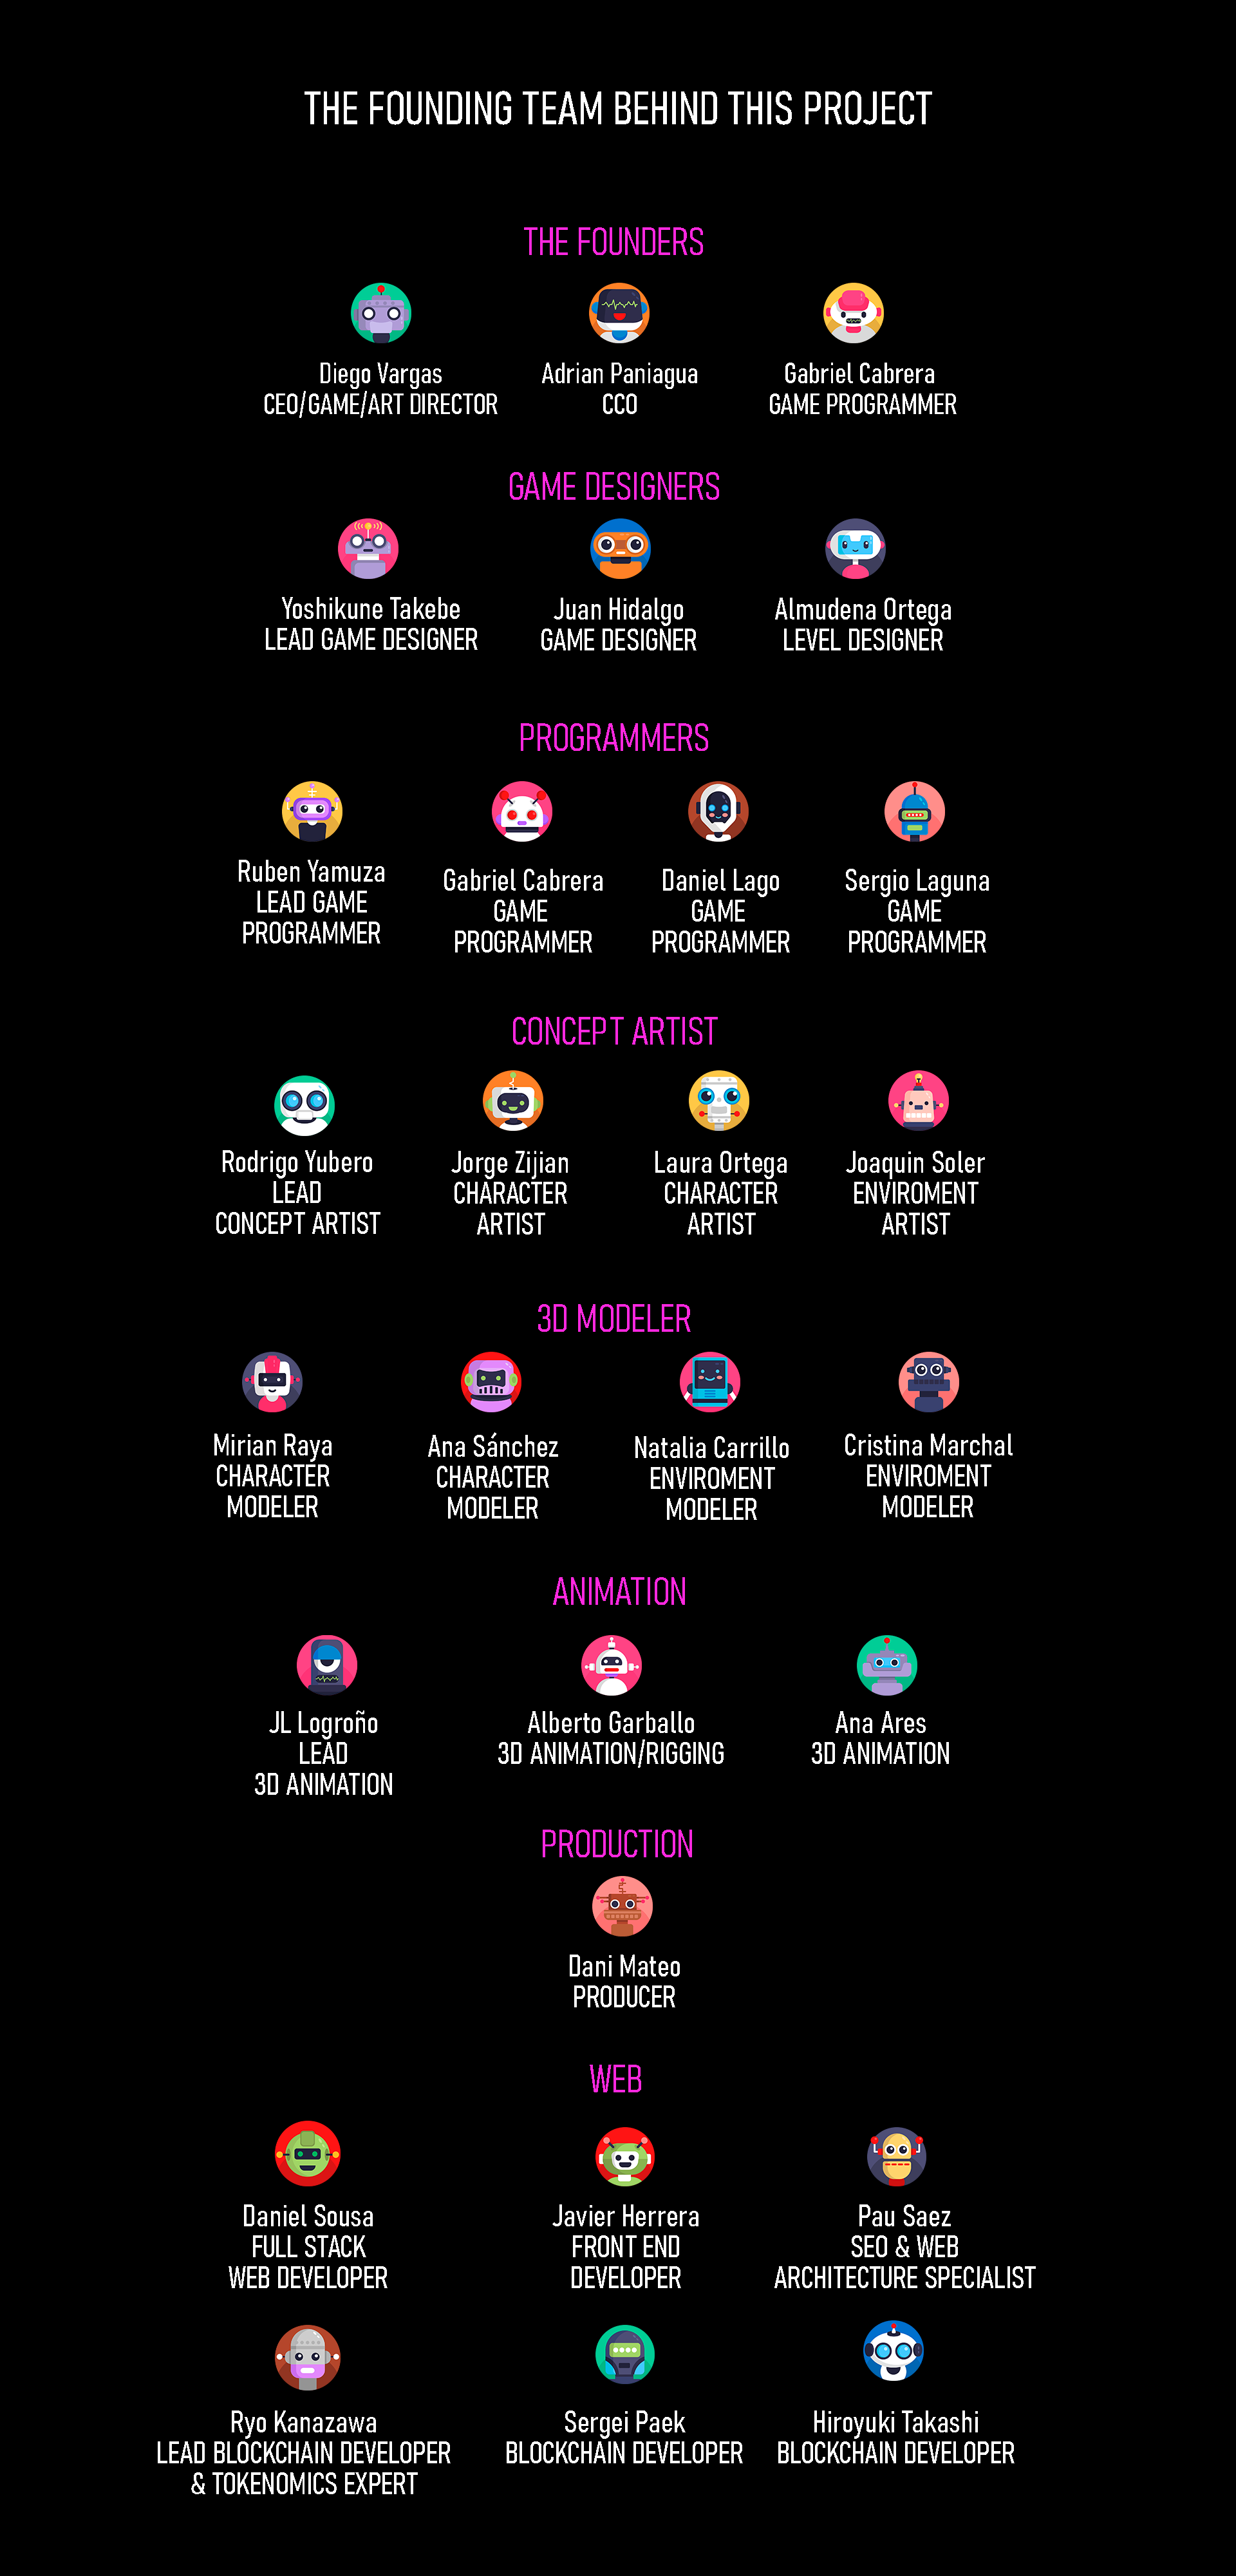 THE FOUNDING TEAM BEHIND THIS PROJECT
THE FOUNDERS
Diego Vargas
CEO/GAME/ART DIRECTOR
Adrian Paniagua
CCO
Gabriel Cabrera
GAME PROGRAMMER
GAME DESIGNERS
Yoshikune Takebe
LEAD GAME DESIGNER
Juan Hidalgo
GAME DESIGNER
Almudena Ortega
LEVEL DESIGNER
PROGRAMMERS
Ruben Yamuza
LEAD GAME
PROGRAMMER
Gabriel Cabrera
GAME
PROGRAMMER
Daniel Lago
GAME
PROGRAMMER
Sergio Laguna
GAME
PROGRAMMER
CONCEPT ARTIST
Rodrigo Yubero
LEAD
CONCEPT ARTIST
Jorge Zijian
CHARACTER
ARTIST
Laura Ortega
CHARACTER
ARTIST
Joaquin Soler
ENVIROMENT
ARTIST
3D MODELER
Mirian Raya
CHARACTER
MODELER
Ana Sánchez
CHARACTER
MODELER
Natalia Carrillo
ENVIROMENT
MODELER
Cristina Marchal
ENVIROMENT
MODELER
ANIMATION
JL Logroño
LEAD
3D ANIMATION
Alberto Garballo
3D ANIMATION/RIGGING
Ana Ares
3D ANIMATION
PRODUCTION
Dani Mateo
PRODUCER
WEB
Daniel Sousa
FULL STACK
WEB DEVELOPER
Javier Herrera
FRONT END
DEVELOPER
Pau Saez
SEO & WEB
ARCHITECTURE SPECIALIST
Ryo Kanazawa
LEAD BLOCKCHAIN DEVELOPER
& TOKENOMICS EXPERT
Sergei Paek
BLOCKCHAIN DEVELOPER
Hiroyuki Takashi
BLOCKCHAIN DEVELOPER